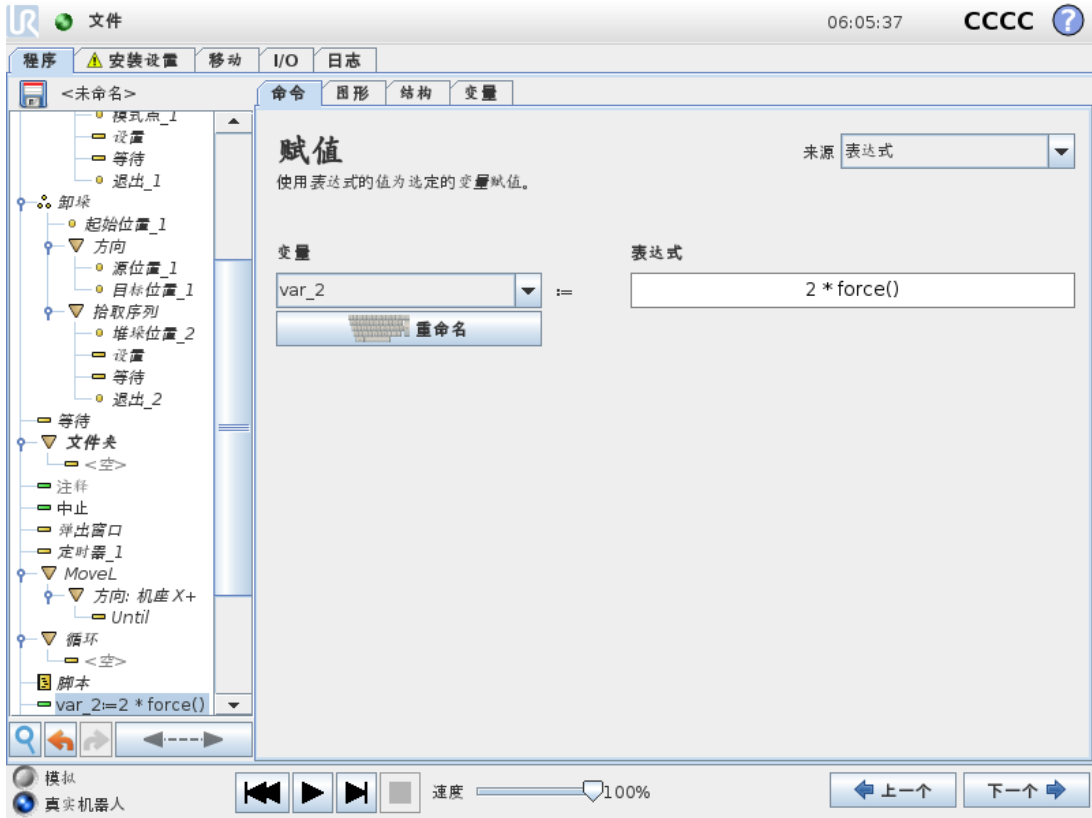 UR 文件 06:05:37 CCCC ?
程序 安装设置 移动 I/O 日志
<未命名> 命令 图形 结构 变量
模式点_1
设置
等待
退出_1
卸垛
起始位置_1
方向
源位置_1
目标位置_1
拾取序列
堆垛位置_2
设置
等待
退出_2
等待
文件夹
<空>
注释
中止
弹出窗口
定时器_1
MoveL
方向: 机座 X+
Until
循环
<空>
脚本
var_2:=2 * force()
赋值
来源 表达式
使用表达式的值为选定的变量赋值。
变量 表达式
var_2 := 2 * force()
重命名
模拟
真实机器人
速度 100%
上一个 下一个